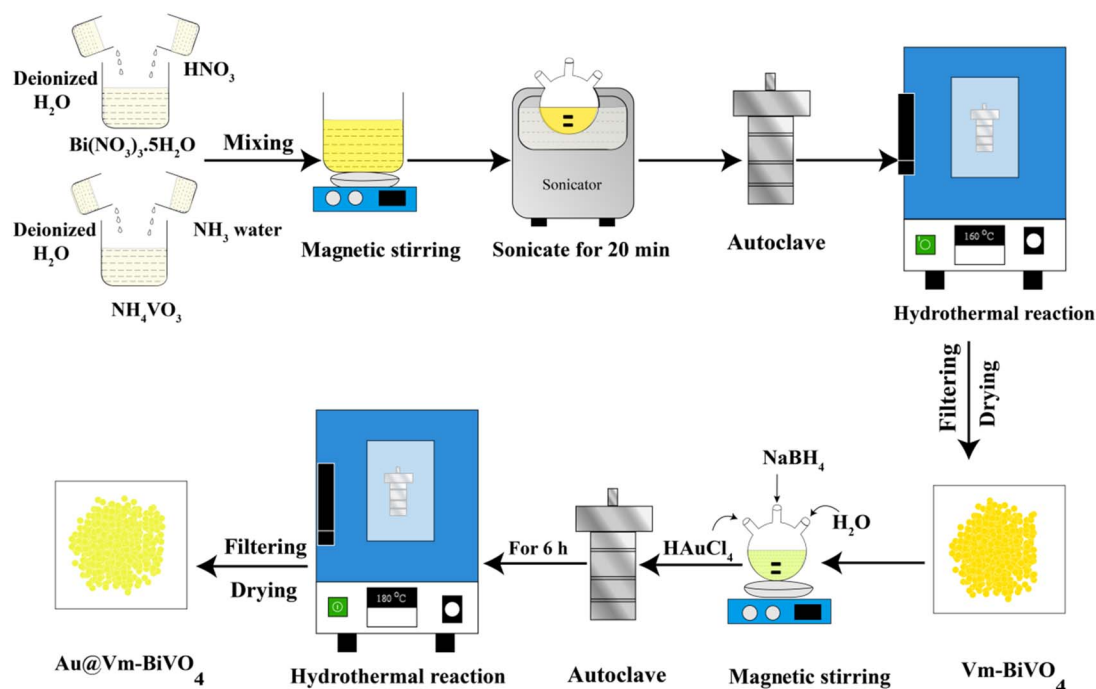 Deionized
H₂O
HNO₃
Bi(NO₃)₃.5H₂O
Deionized
H₂O
NH₃ water
NH₄VO₃
Mixing
Magnetic stirring
Sonicator
Sonicate for 20 min
Autoclave
160 °C
Hydrothermal reaction
Filtering
Drying
Vm-BiVO₄
NaBH₄
H₂O
HAuCl₄
Magnetic stirring
Autoclave
For 6 h
180 °C
Hydrothermal reaction
Filtering
Drying
Au@Vm-BiVO₄